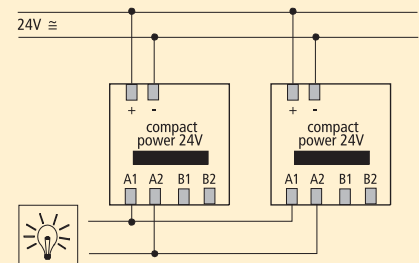 24V ≅
+ -
compact
power 24V
A1 A2 B1 B2
+ -
compact
power 24V
A1 A2 B1 B2